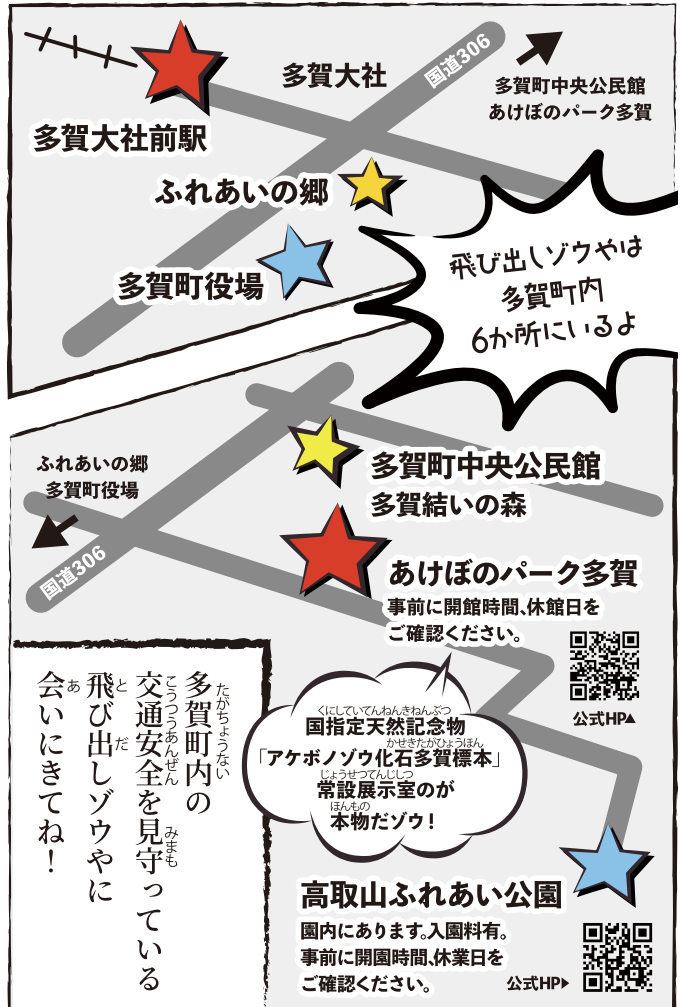 多賀大社
国道306
多賀町中央公民館
あけぼのパーク多賀
多賀大社前駅
ふれあいの郷
多賀町役場
飛び出しゾウやは
多賀町内
6か所にいるよ
ふれあいの郷
多賀町役場
国道306
多賀町中央公民館
多賀結いの森
あけぼのパーク多賀
事前に開館時間、休館日を
ご確認ください。
公式HP▲
くにしていてんねんきねんぶつ
国指定天然記念物
かせきたがひょうほん
「アケボノゾウ化石多賀標本」
じょうせつてんじしつ
常設展示室のが
ほんもの
本物だゾウ！
たがちょうない
多賀町内の
こうつうあんぜん みまも
交通安全を見守っている
と だ
飛び出しゾウやに
あ
会いにきてね！
高取山ふれあい公園
園内にあります。入園料有。
事前に開園時間、休業日を
ご確認ください。
公式HP▶